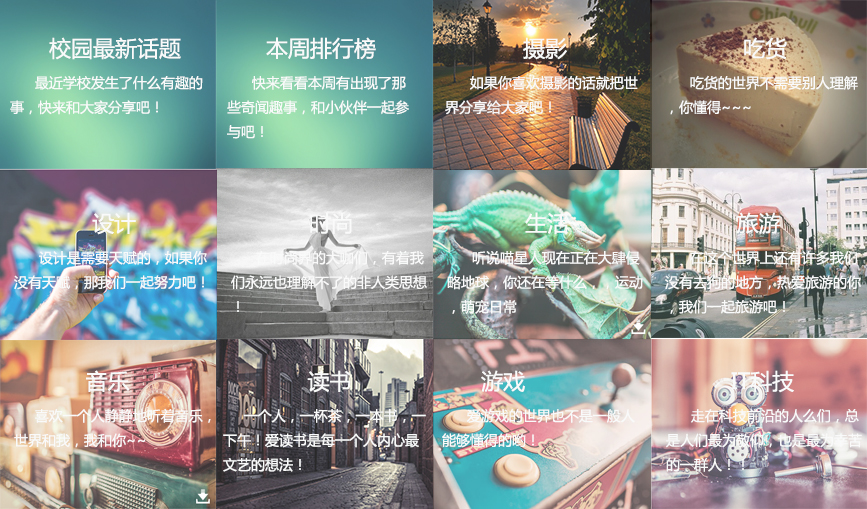 校园最新话题
最近学校发生了什么有趣的
事，快来和大家分享吧！
本周排行榜
快来看看本周有出现了那
些奇闻趣事，和小伙伴一起参
与吧！
摄影
如果你喜欢摄影的话就把世
界分享给大家吧！
吃货
吃货的世界不需要别人理解
，你懂得~~~
设计
设计是需要天赋的，如果你
没有天赋，那我们一起努力吧！
时尚
的大师们，有着我
们永远也理解不了的非人类思想
！
生活
听说喵星人现在正在大肆侵
略地球，你还在等什么，，运动
，萌宠日常
旅游
在这个世界上还有许多我们
没有去狗的地方，热爱旅游的你
，我们一起旅游吧！
音乐
喜欢一个人静静地听着音乐，
世界和我，我和你~~
读书
一个人，一杯茶，一本书，一
下午！爱读书是每一个人内心最
文艺的想法！
游戏
爱游戏的世界也不是一般人
能够懂得的哟！
科技
走在科技前沿的人么们，总
是人们最为敬仰，也是最为辛苦
的一群人！！